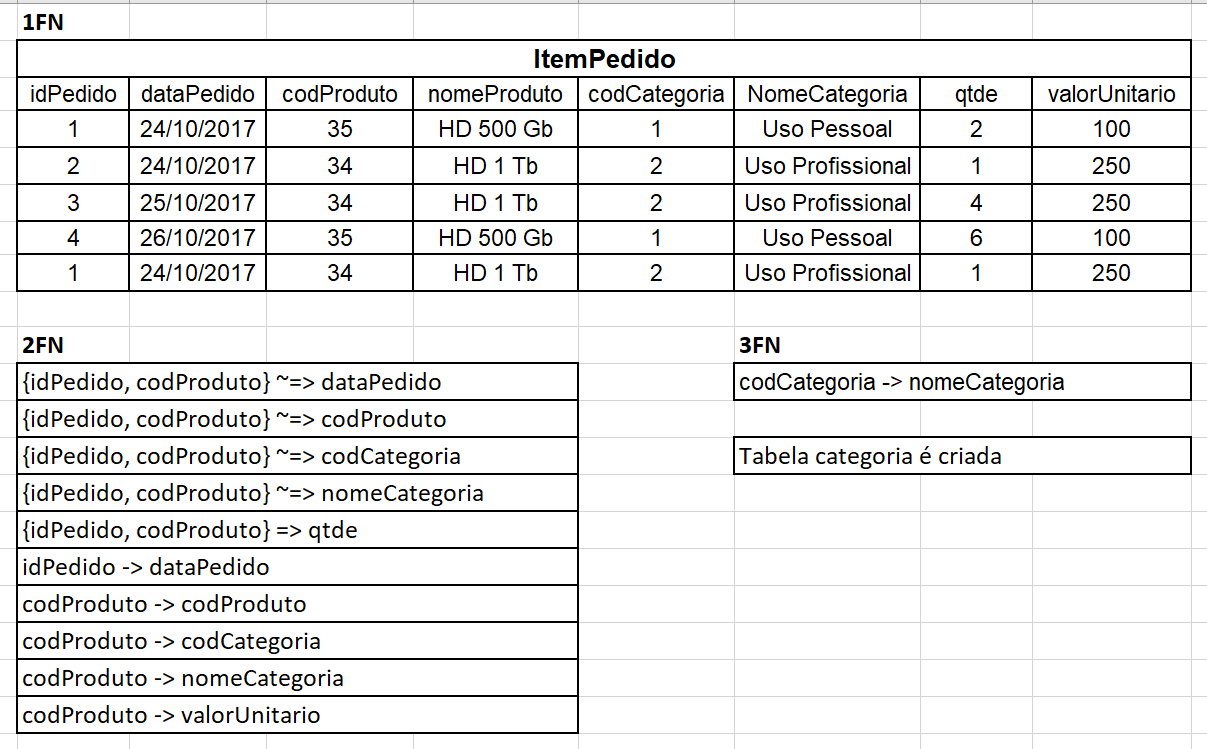 1FN
ItemPedido
idPedido dataPedido codProduto nomeProduto codCategoria NomeCategoria qtde valorUnitario
1 24/10/2017 35 HD 500 Gb 1 Uso Pessoal 2 100
2 24/10/2017 34 HD 1 Tb 2 Uso Profissional 1 250
3 25/10/2017 34 HD 1 Tb 2 Uso Profissional 4 250
4 26/10/2017 35 HD 500 Gb 1 Uso Pessoal 6 100
1 24/10/2017 34 HD 1 Tb 2 Uso Profissional 1 250
2FN
{idPedido, codProduto} ~=> dataPedido
{idPedido, codProduto} ~=> codProduto
{idPedido, codProduto} ~=> codCategoria
{idPedido, codProduto} ~=> nomeCategoria
{idPedido, codProduto} => qtde
idPedido -> dataPedido
codProduto -> codProduto
codProduto -> codCategoria
codProduto -> nomeCategoria
codProduto -> valorUnitario
3FN
codCategoria -> nomeCategoria
Tabela categoria é criada